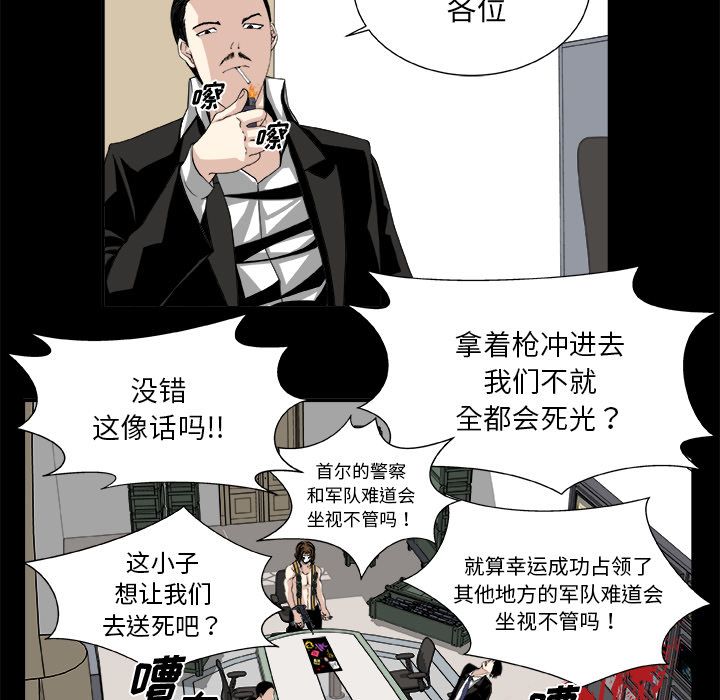 各位
嚓
嚓
拿着枪冲进去
我们不就
全都会死光？
没错
这像话吗!!
首尔的警察
和军队难道会
坐视不管吗！
这小子
想让我们
去送死吧？
就算幸运成功占领了
其他地方的军队难道会
坐视不管吗！
嘈